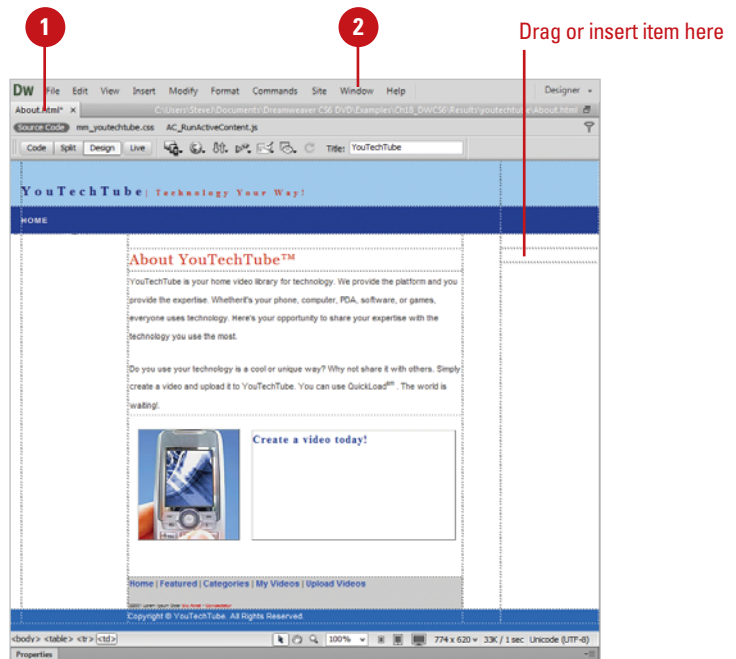 1
2
Drag or insert item here
DW File Edit View Insert Modify Format Commands Site Window Help Designer
About.html* × C:\Users\SteveJ\Documents\Dreamweaver CS6 DVD\Examples\Ch18_DWCS6\Results\youtechtube\About.html
Source Code mm_youtechtube.css AC_RunActiveContent.js
Code Split Design Live Title: YouTechTube
YouTechTube| Technology Your Way!
HOME
About YouTechTube™
YouTechTube is your home video library for technology. We provide the platform and you
provide the expertise. Whetherit's your phone, computer, PDA, software, or games,
everyone uses technology. Here's your opportunity to share your expertise with the
technology you use the most.
Do you use your technology is a cool or unique way? Why not share it with others. Simply
create a video and upload it to YouTechTube. You can use QuickLoad . The world is
waiting!.
Create a video today!
Home | Featured | Categories | My Videos | Upload Videos
Copyright © YouTechTube. All Rights Reserved.
<body> <table> <tr> <td> 100% 774 x 620 33K / 1 sec Unicode (UTF-8)
Properties